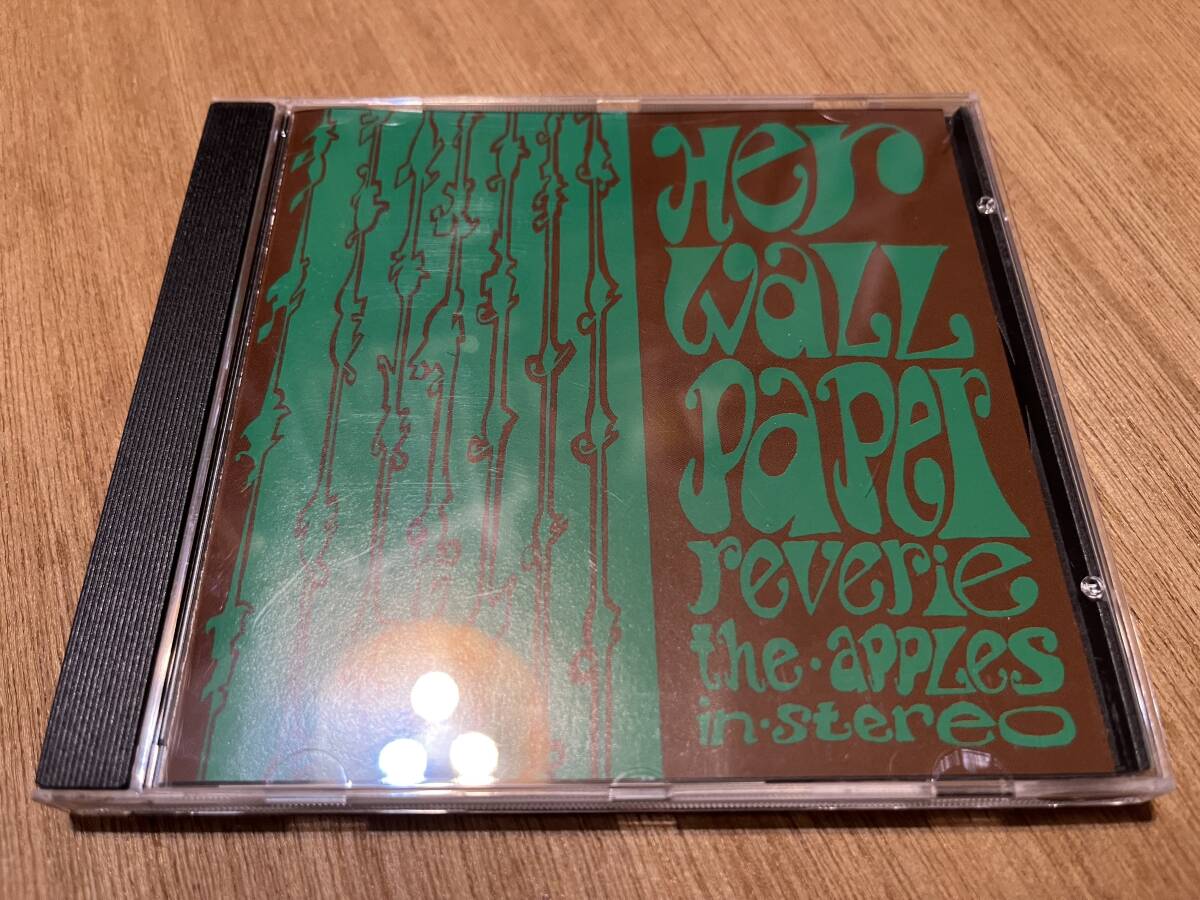 Her
wall
paper
reverie
the·apples
in·stereo